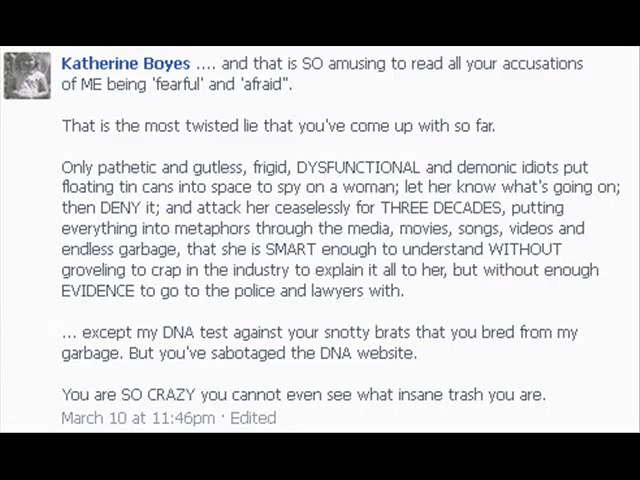 Katherine Boyes .... and that is SO amusing to read all your accusations
of ME being 'fearful' and 'afraid".
That is the most twisted lie that you've come up with so far.
Only pathetic and gutless, frigid, DYSFUNCTIONAL and demonic idiots put
floating tin cans into space to spy on a woman; let her know what's going on;
then DENY it; and attack her ceaselessly for THREE DECADES, putting
everything into metaphors through the media, movies, songs, videos and
endless garbage, that she is SMART enough to understand WITHOUT
groveling to crap in the industry to explain it all to her, but without enough
EVIDENCE to go to the police and lawyers with.
... except my DNA test against your snotty brats that you bred from my
garbage. But you've sabotaged the DNA website.
You are SO CRAZY you cannot even see what insane trash you are.
March 10 at 11:46pm · Edited